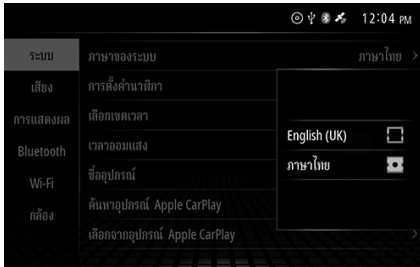 12:04 PM
ระบบ
เสียง
การแสดงผล
Bluetooth
Wi-Fi
กล้อง
ภาษาของระบบ
ภาษาไทย
การตั้งค่านาฬิกา
เลือกเขตเวลา
เวลาออมแสง
ชื่ออุปกรณ์
ค้นหาอุปกรณ์ Apple CarPlay
เลือกจากอุปกรณ์ Apple CarPlay
English (UK)
ภาษาไทย